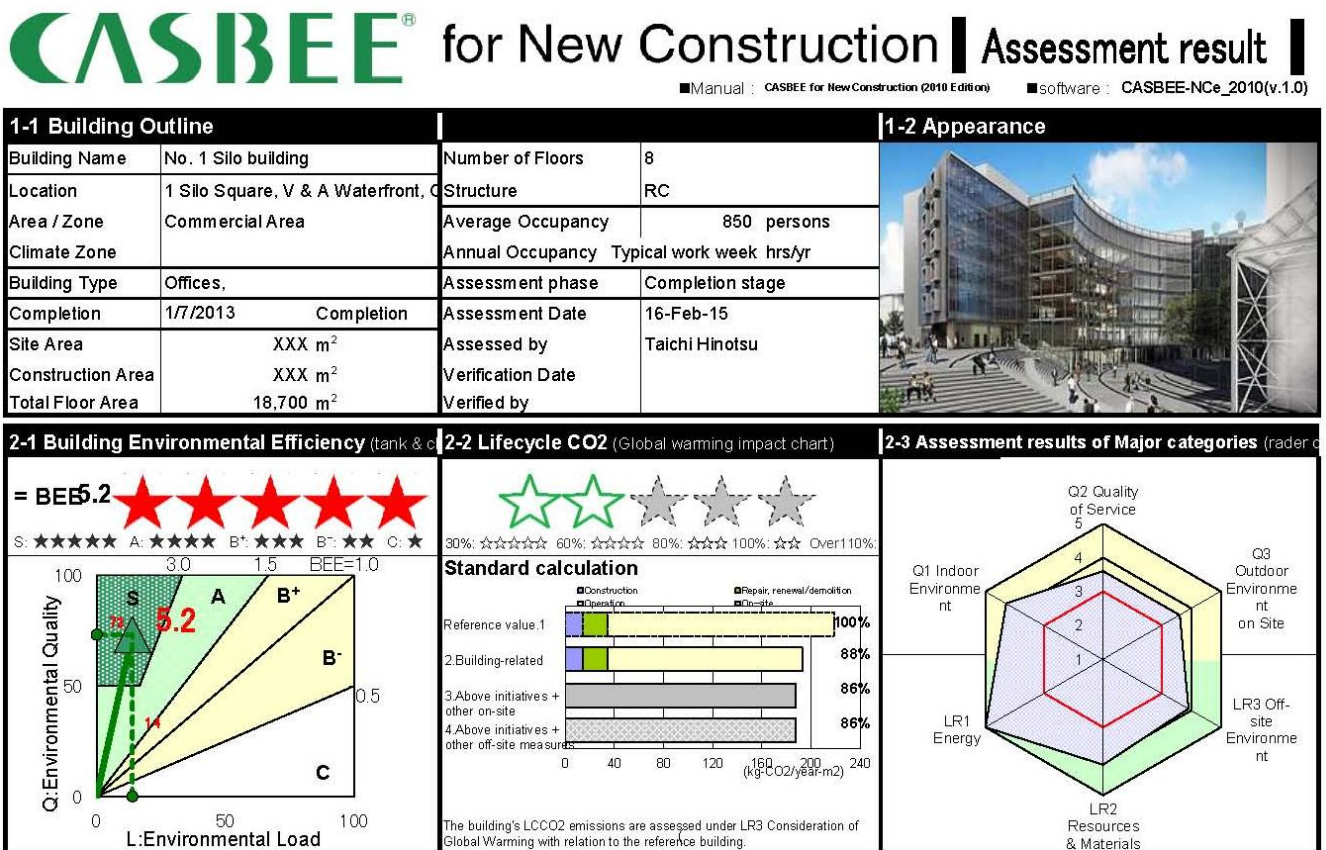 CASBEE® for New Construction Assessment result
■Manual : CASBEE for New Construction (2010 Edition) ■software : CASBEE-NCe_2010(v.1.0)
1-1 Building Outline
1-2 Appearance
Building Name No. 1 Silo building
Number of Floors 8
Location 1 Silo Square, V & A Waterfront,
Structure RC
Area / Zone Commercial Area
Average Occupancy 850 persons
Climate Zone
Annual Occupancy Typical work week hrs/yr
Building Type Offices,
Assessment phase Completion stage
Completion 1/7/2013 Completion
Assessment Date 16-Feb-15
Site Area XXX m2
Assessed by Taichi Hinotsu
Construction Area XXX m2
Verification Date
Total Floor Area 18,700 m2
Verified by
2-1 Building Environmental Efficiency (tank & c
2-2 Lifecycle CO2 (Global warming impact chart)
2-3 Assessment results of Major categories (rader c
= BEE 5.2 ★★★★★
S: ★★★★★ A: ★★★★ B+: ★★★ B-: ★★ C: ★
3.0 1.5 BEE=1.0
100
S A B+
73 5.2
B-
50
0.5
14
C
0
0 50 100
Q:Environmental Quality
L:Environmental Load
30%: ☆☆☆☆☆ 60%: ☆☆☆☆ 80%: ☆☆☆ 100%: ☆☆ Over110%:
Standard calculation
Construction Repair, renewal/demolition
Operation On-site
Reference value.1 100%
2.Building-related 88%
3.Above initiatives +
other on-site
86%
4.Above initiatives +
other off-site measures
86%
0 40 80 120 160 200 240
(kg-CO2/year-m2)
The building's LCCO2 emissions are assessed under LR3 Consideration of
Global Warming with relation to the reference building.
Q2 Quality
of Service
5
4
3
2
1
Q1 Indoor
Environme
nt
Q3
Outdoor
Environme
nt
on Site
LR1
Energy
LR3 Off-
site
Environme
nt
LR2
Resources
& Materials